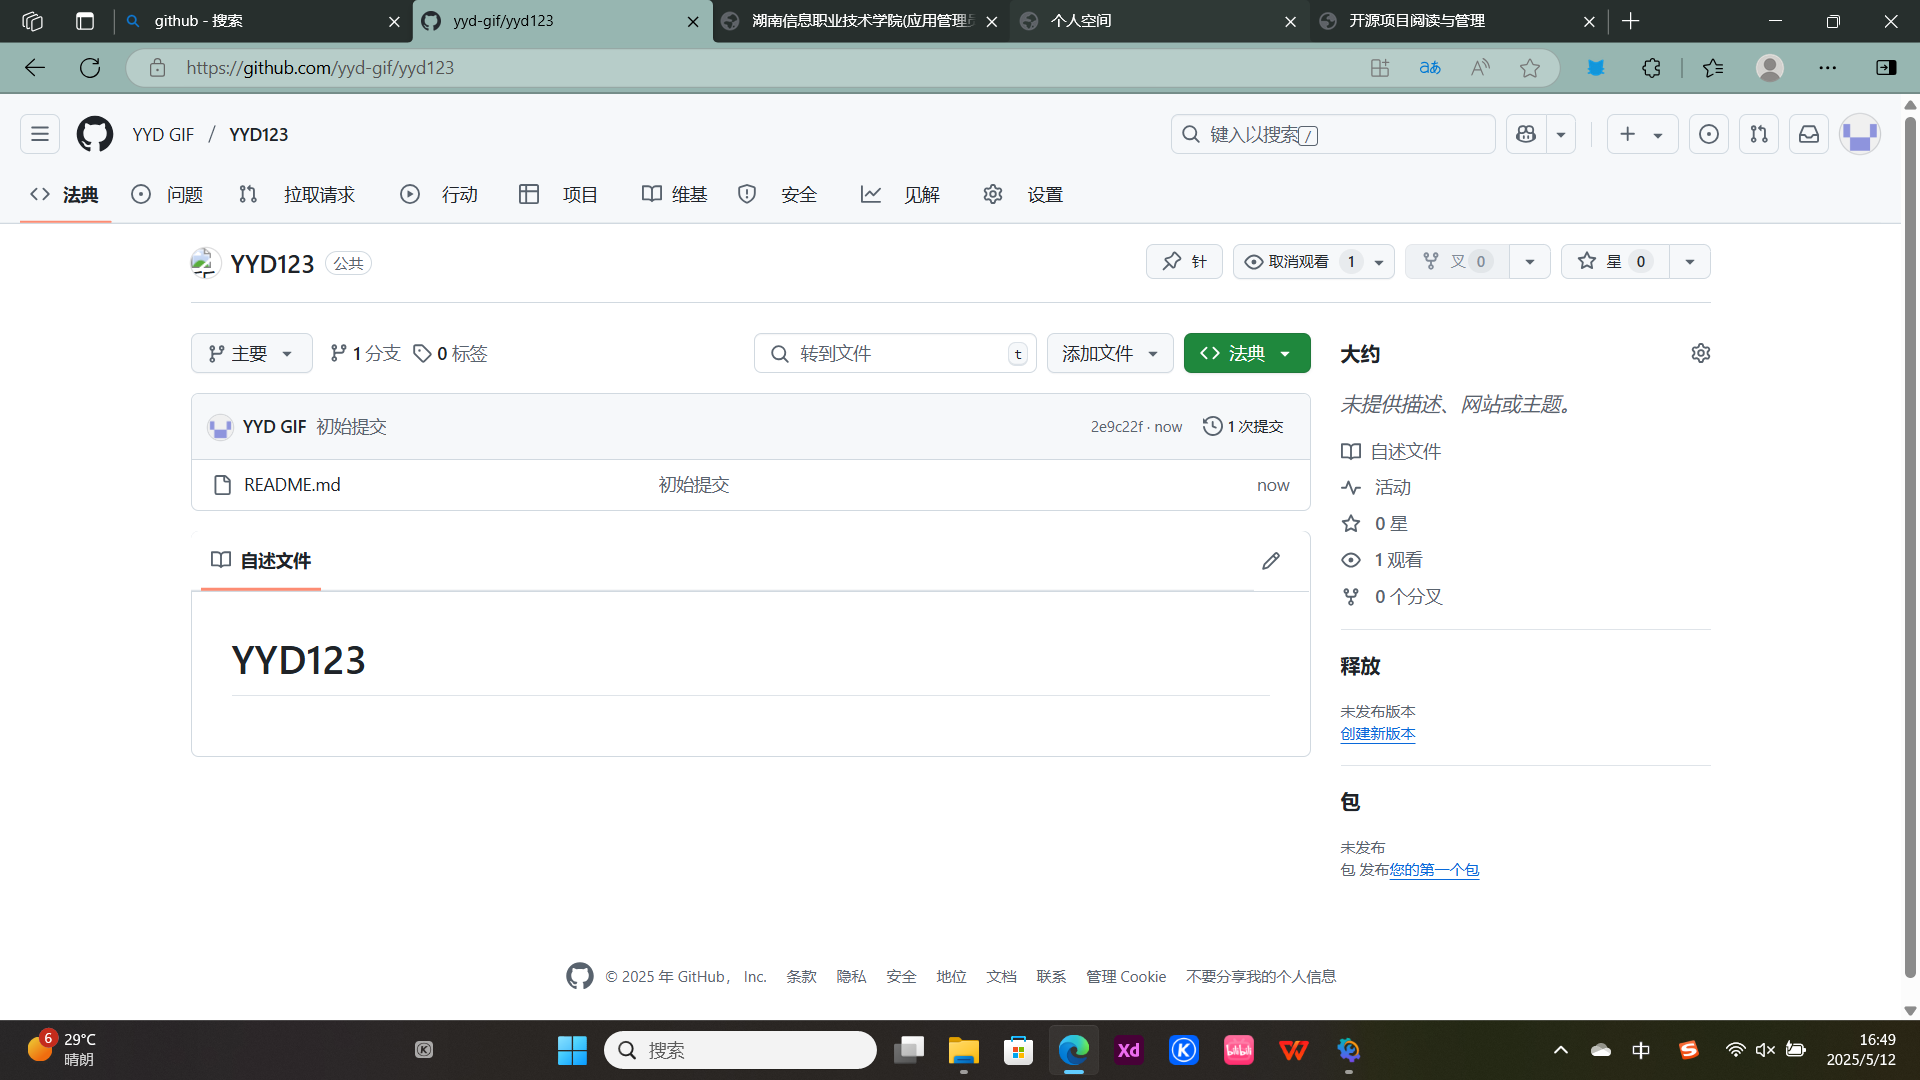 github - 搜索
yyd-gif/yyd123
湖南信息职业技术学院(应用管理员
个人空间
开源项目阅读与管理
https://github.com/yyd-gif/yyd123
YYD GIF / YYD123
键入以搜索 /
法典 问题 拉取请求 行动 项目 维基 安全 见解 设置
YYD123 公共
针 取消观看 1 叉 0 星 0
主要 1 分支 0 标签
转到文件 t 添加文件 法典
YYD GIF 初始提交 2e9c22f · now 1 次提交
README.md 初始提交 now
自述文件
YYD123
大约
未提供描述、网站或主题。
自述文件
活动
0 星
1 观看
0 个分叉
释放
未发布版本
创建新版本
包
未发布
包 发布您的第一个包
© 2025 年 GitHub， Inc. 条款 隐私 安全 地位 文档 联系 管理 Cookie 不要分享我的个人信息
6 29°C
晴朗
搜索
Xd
K
bilibili
中
16:49
2025/5/12